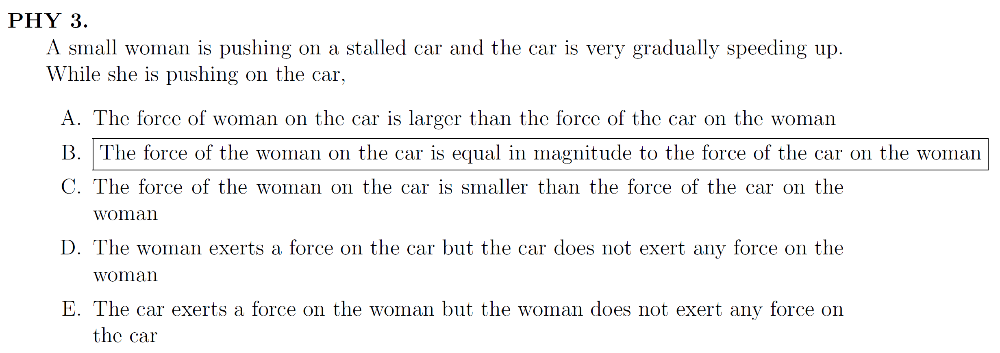 PHY 3.
A small woman is pushing on a stalled car and the car is very gradually speeding up.
While she is pushing on the car,
A. The force of woman on the car is larger than the force of the car on the woman
B. The force of the woman on the car is equal in magnitude to the force of the car on the woman
C. The force of the woman on the car is smaller than the force of the car on the
woman
D. The woman exerts a force on the car but the car does not exert any force on the
woman
E. The car exerts a force on the woman but the woman does not exert any force on
the car